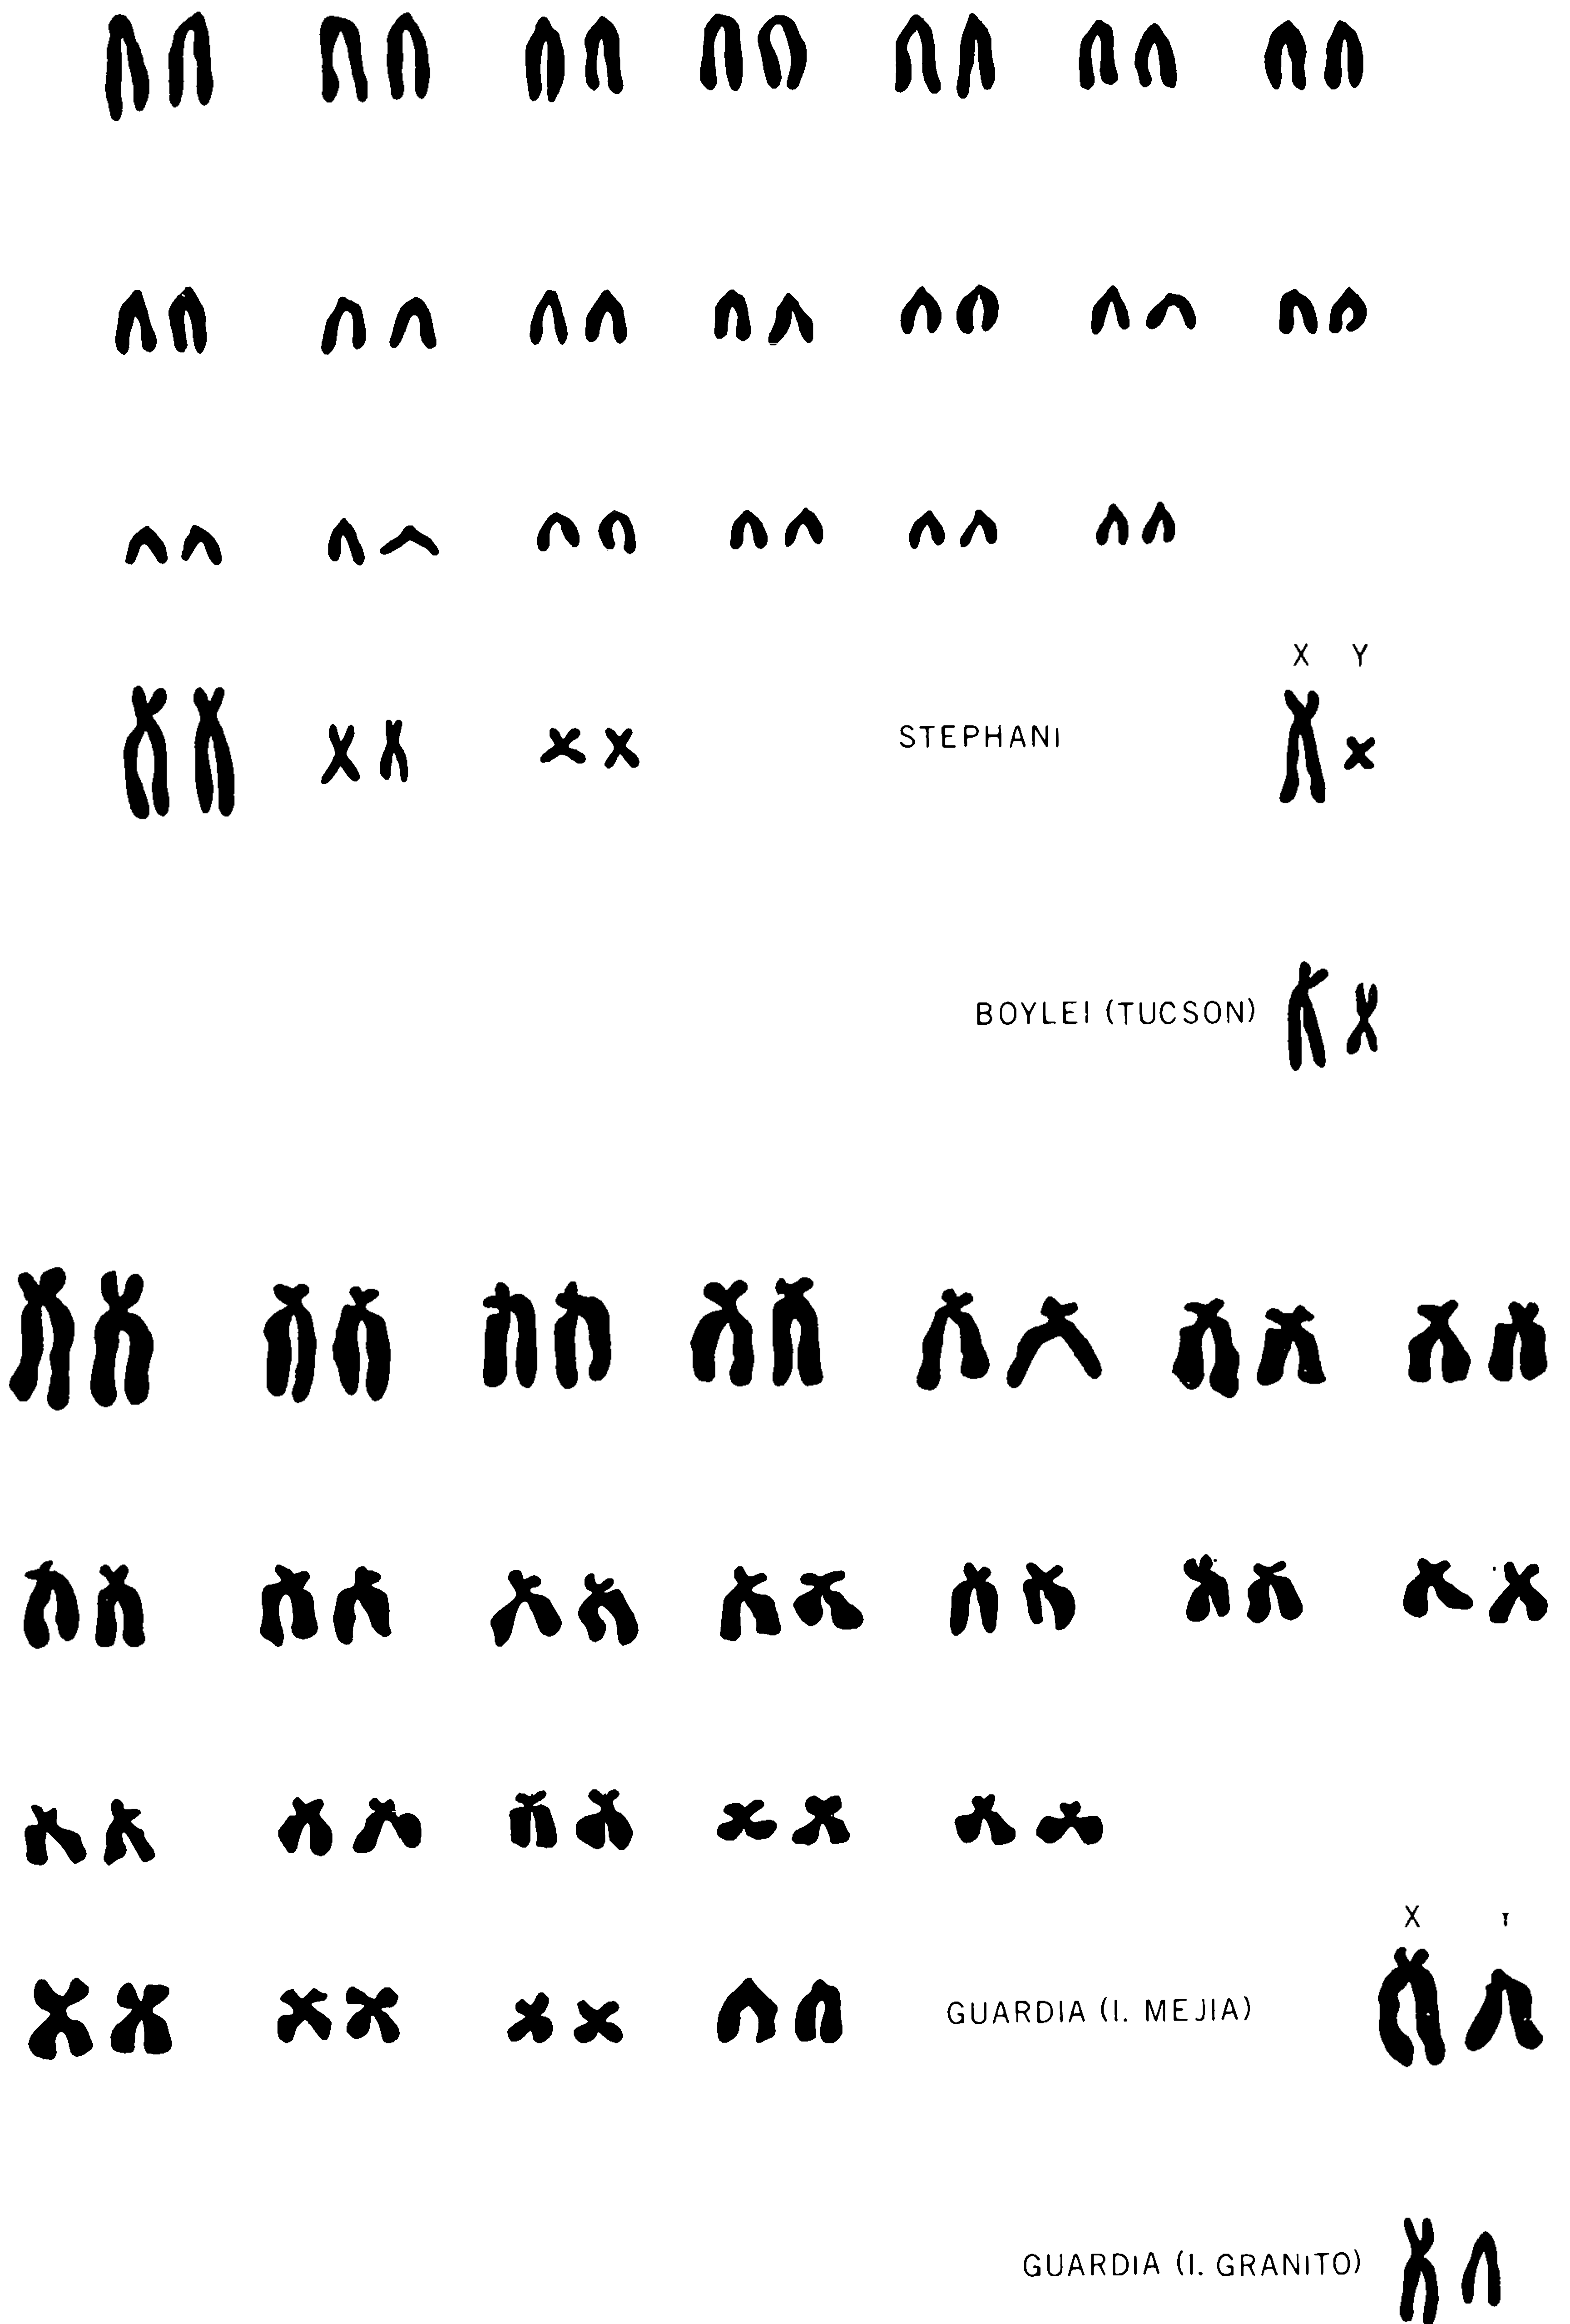 X Y
STEPHANI
BOYLEI (TUCSON)
X Y
GUARDIA (I. MEJIA)
GUARDIA (I. GRANITO)